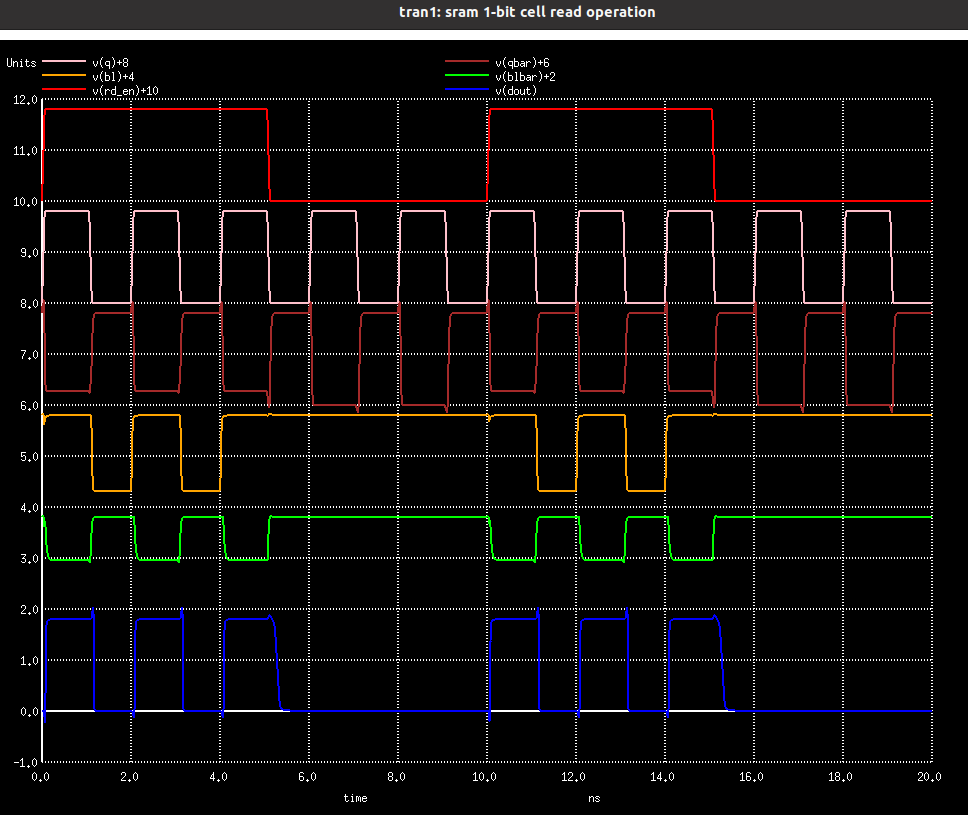 tran1: sram 1-bit cell read operation
Units v(q)+8 v(qbar)+6
v(bl)+4 v(blbar)+2
v(rd_en)+10 v(dout)
12.0
11.0
10.0
9.0
8.0
7.0
6.0
5.0
4.0
3.0
2.0
1.0
0.0
-1.0
0.0 2.0 4.0 6.0 8.0 10.0 12.0 14.0 16.0 18.0 20.0
time ns